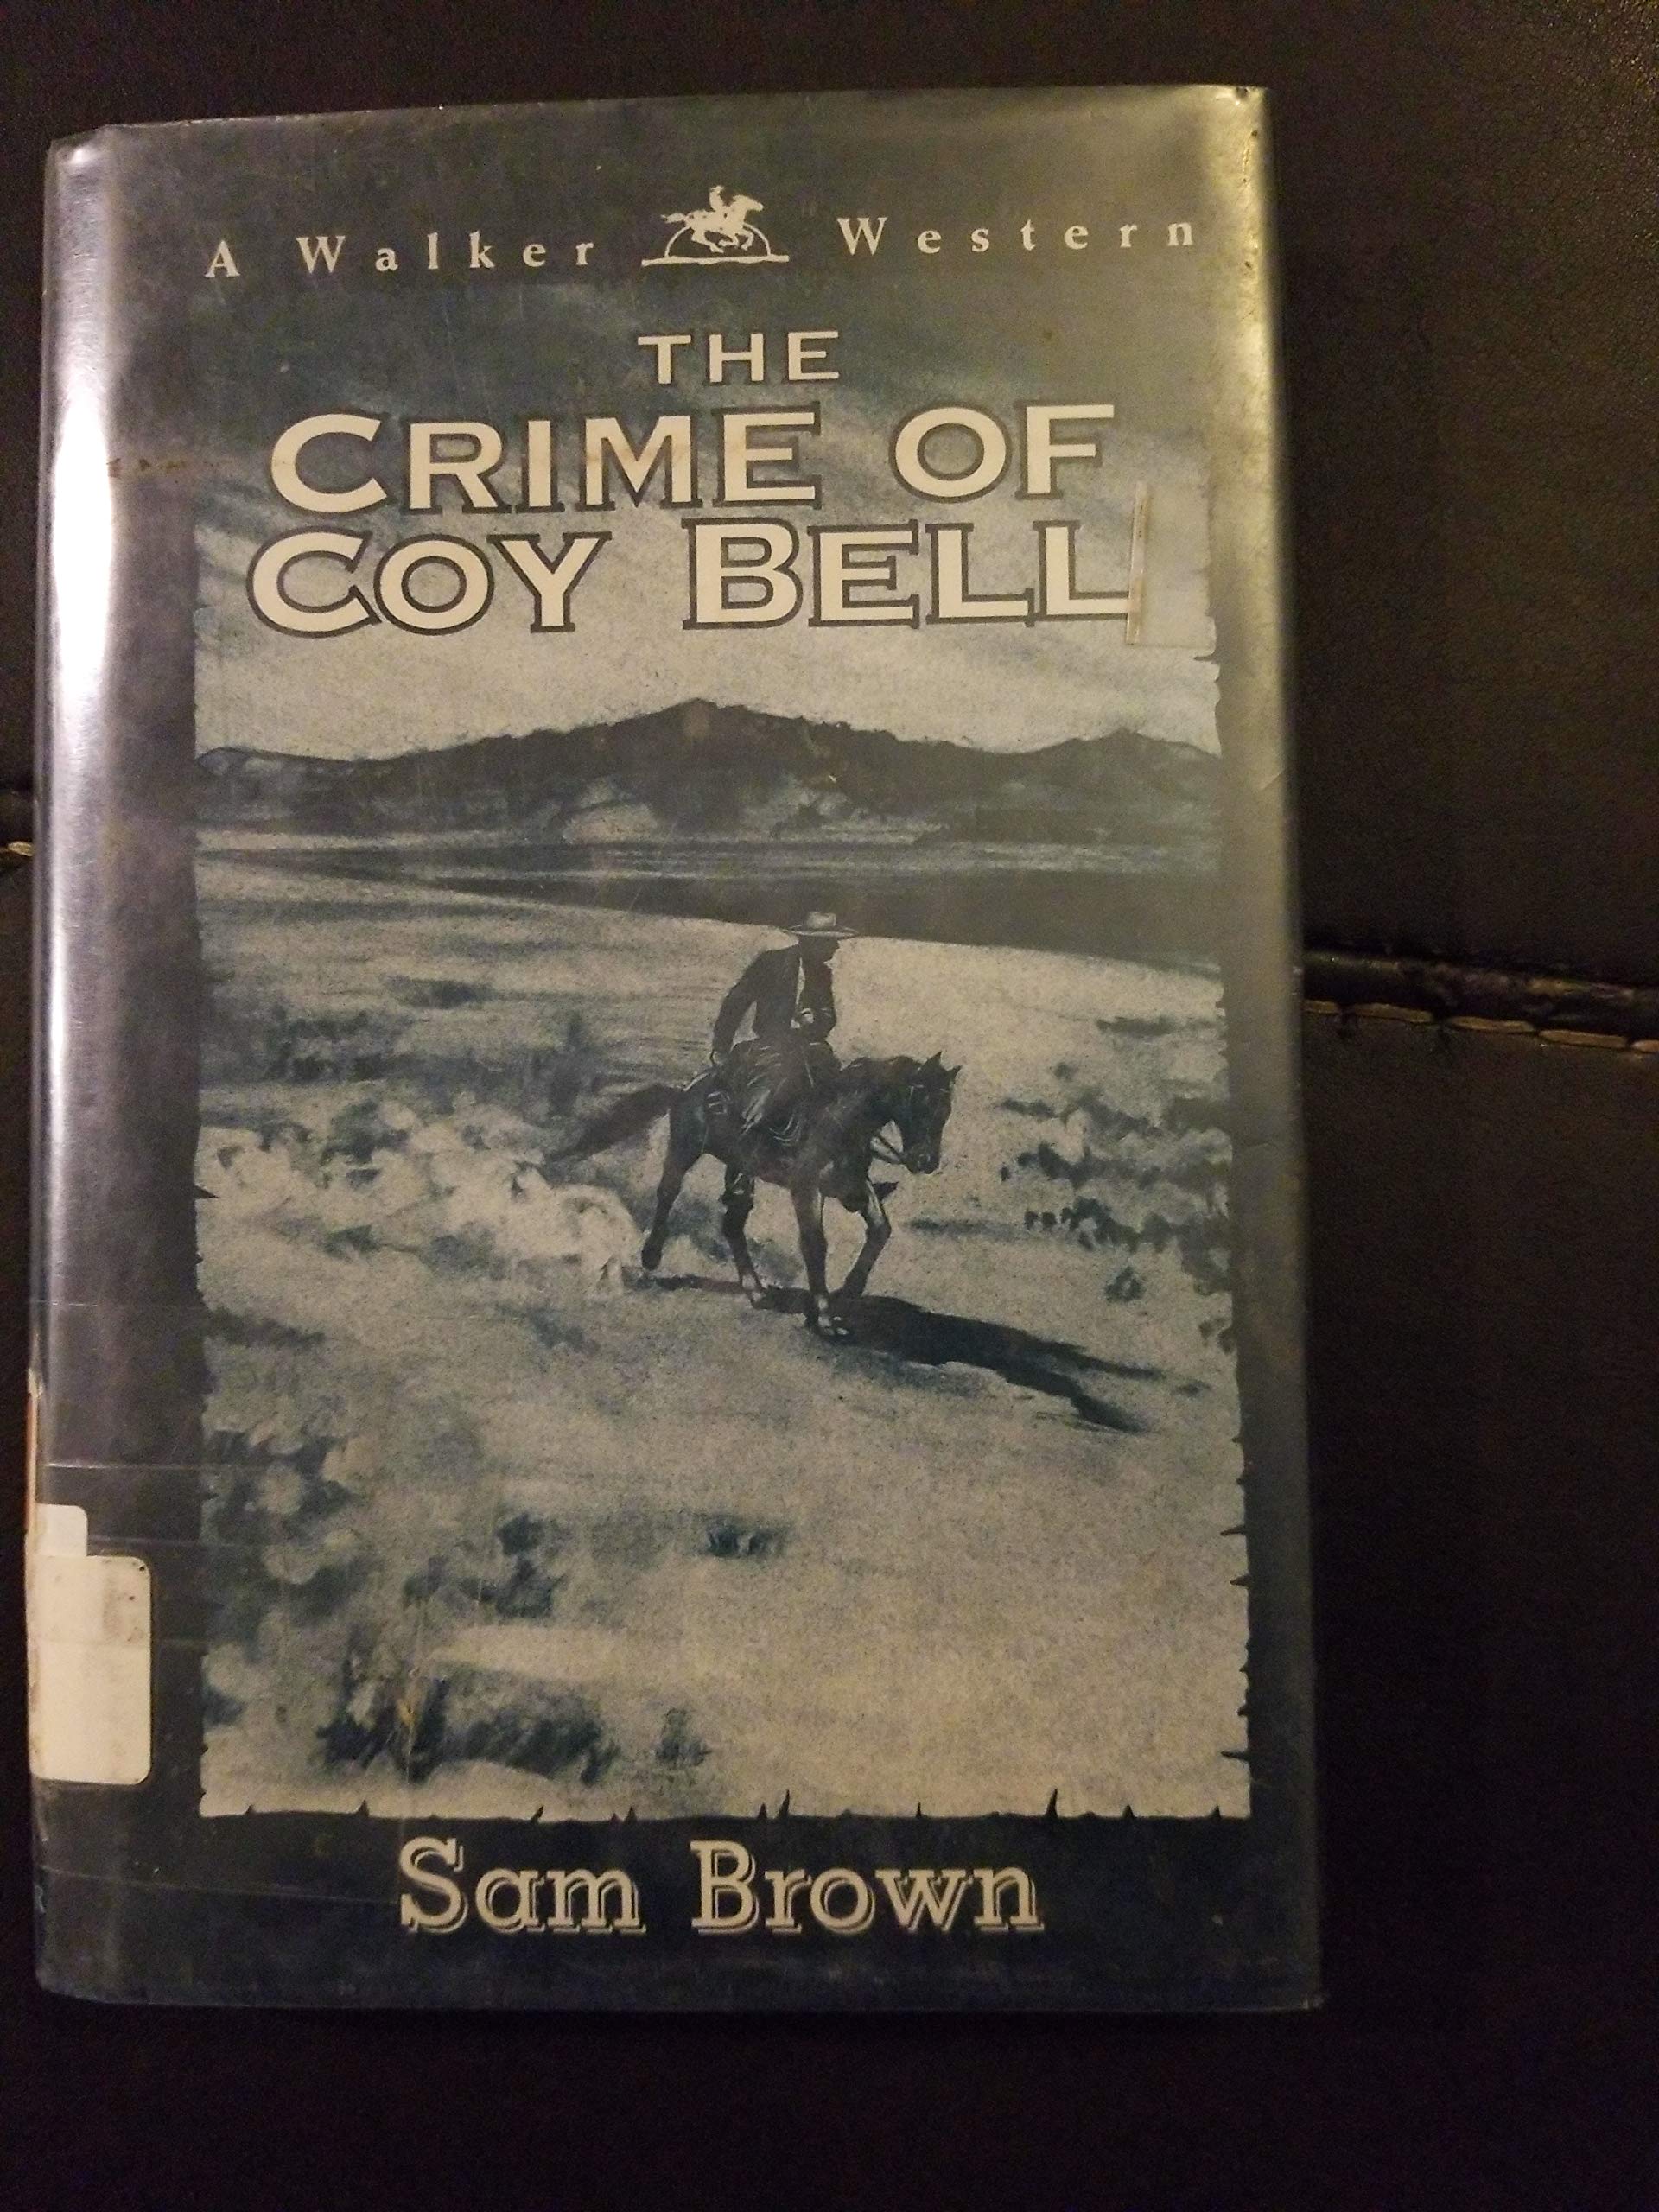 A Walker Western
THE
CRIME OF
COY BELL
Sam Brown